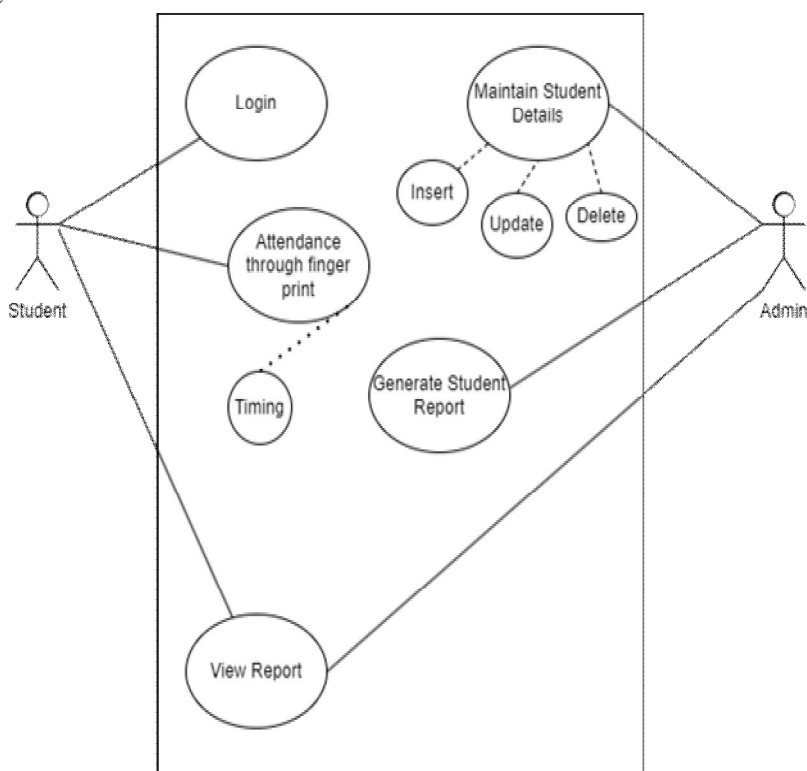 Login
Maintain Student
Details
Insert
Update
Delete
Attendance
through finger
print
Student
Admin
Timing
Generate Student
Report
View Report